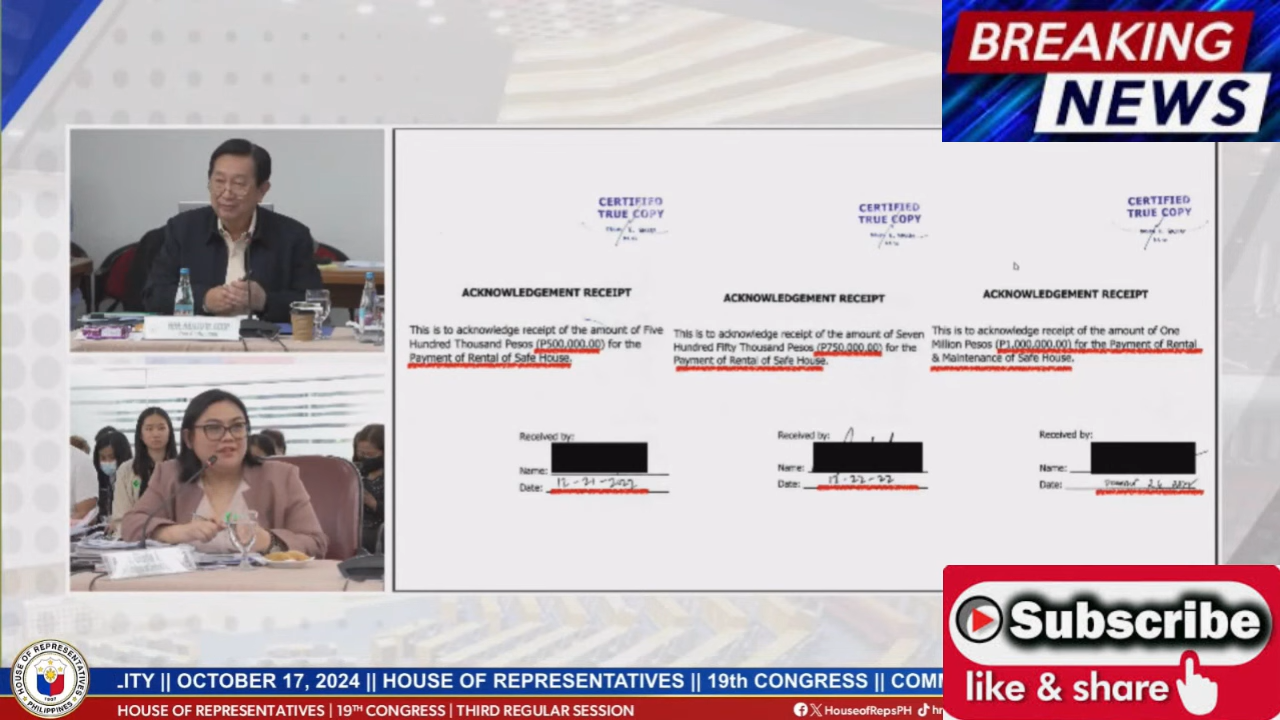 BREAKING
NEWS
CERTIFIED
TRUE COPY
ACKNOWLEDGEMENT RECEIPT
This is to acknowledge receipt of the amount of Five
Hundred Thousand Pesos (P500,000.00) for the
Payment of Rental of Safe House.
Received by:
Name:
Date: 12-21-2022
CERTIFIED
TRUE COPY
ACKNOWLEDGEMENT RECEIPT
This is to acknowledge receipt of the amount of Seven
Hundred Fifty Thousand Pesos (P750,000.00) for the
Payment of Rental of Safe House.
Received by:
Name:
Date: 12-22-22
CERTIFIED
TRUE COPY
ACKNOWLEDGEMENT RECEIPT
This is to acknowledge receipt of the amount of One
Million Pesos (P1,000,000.00) for the Payment of Rental
& Maintenance of Safe House.
Received by:
Name:
Date:
Subscribe
like & share
HOUSE OF REPRESENTATIVES
PHILIPPINES
.ITY || OCTOBER 17, 2024 || HOUSE OF REPRESENTATIVES || 19th CONGRESS || COMM
HOUSE OF REPRESENTATIVES | 19TH CONGRESS | THIRD REGULAR SESSION
HouseofRepsPH